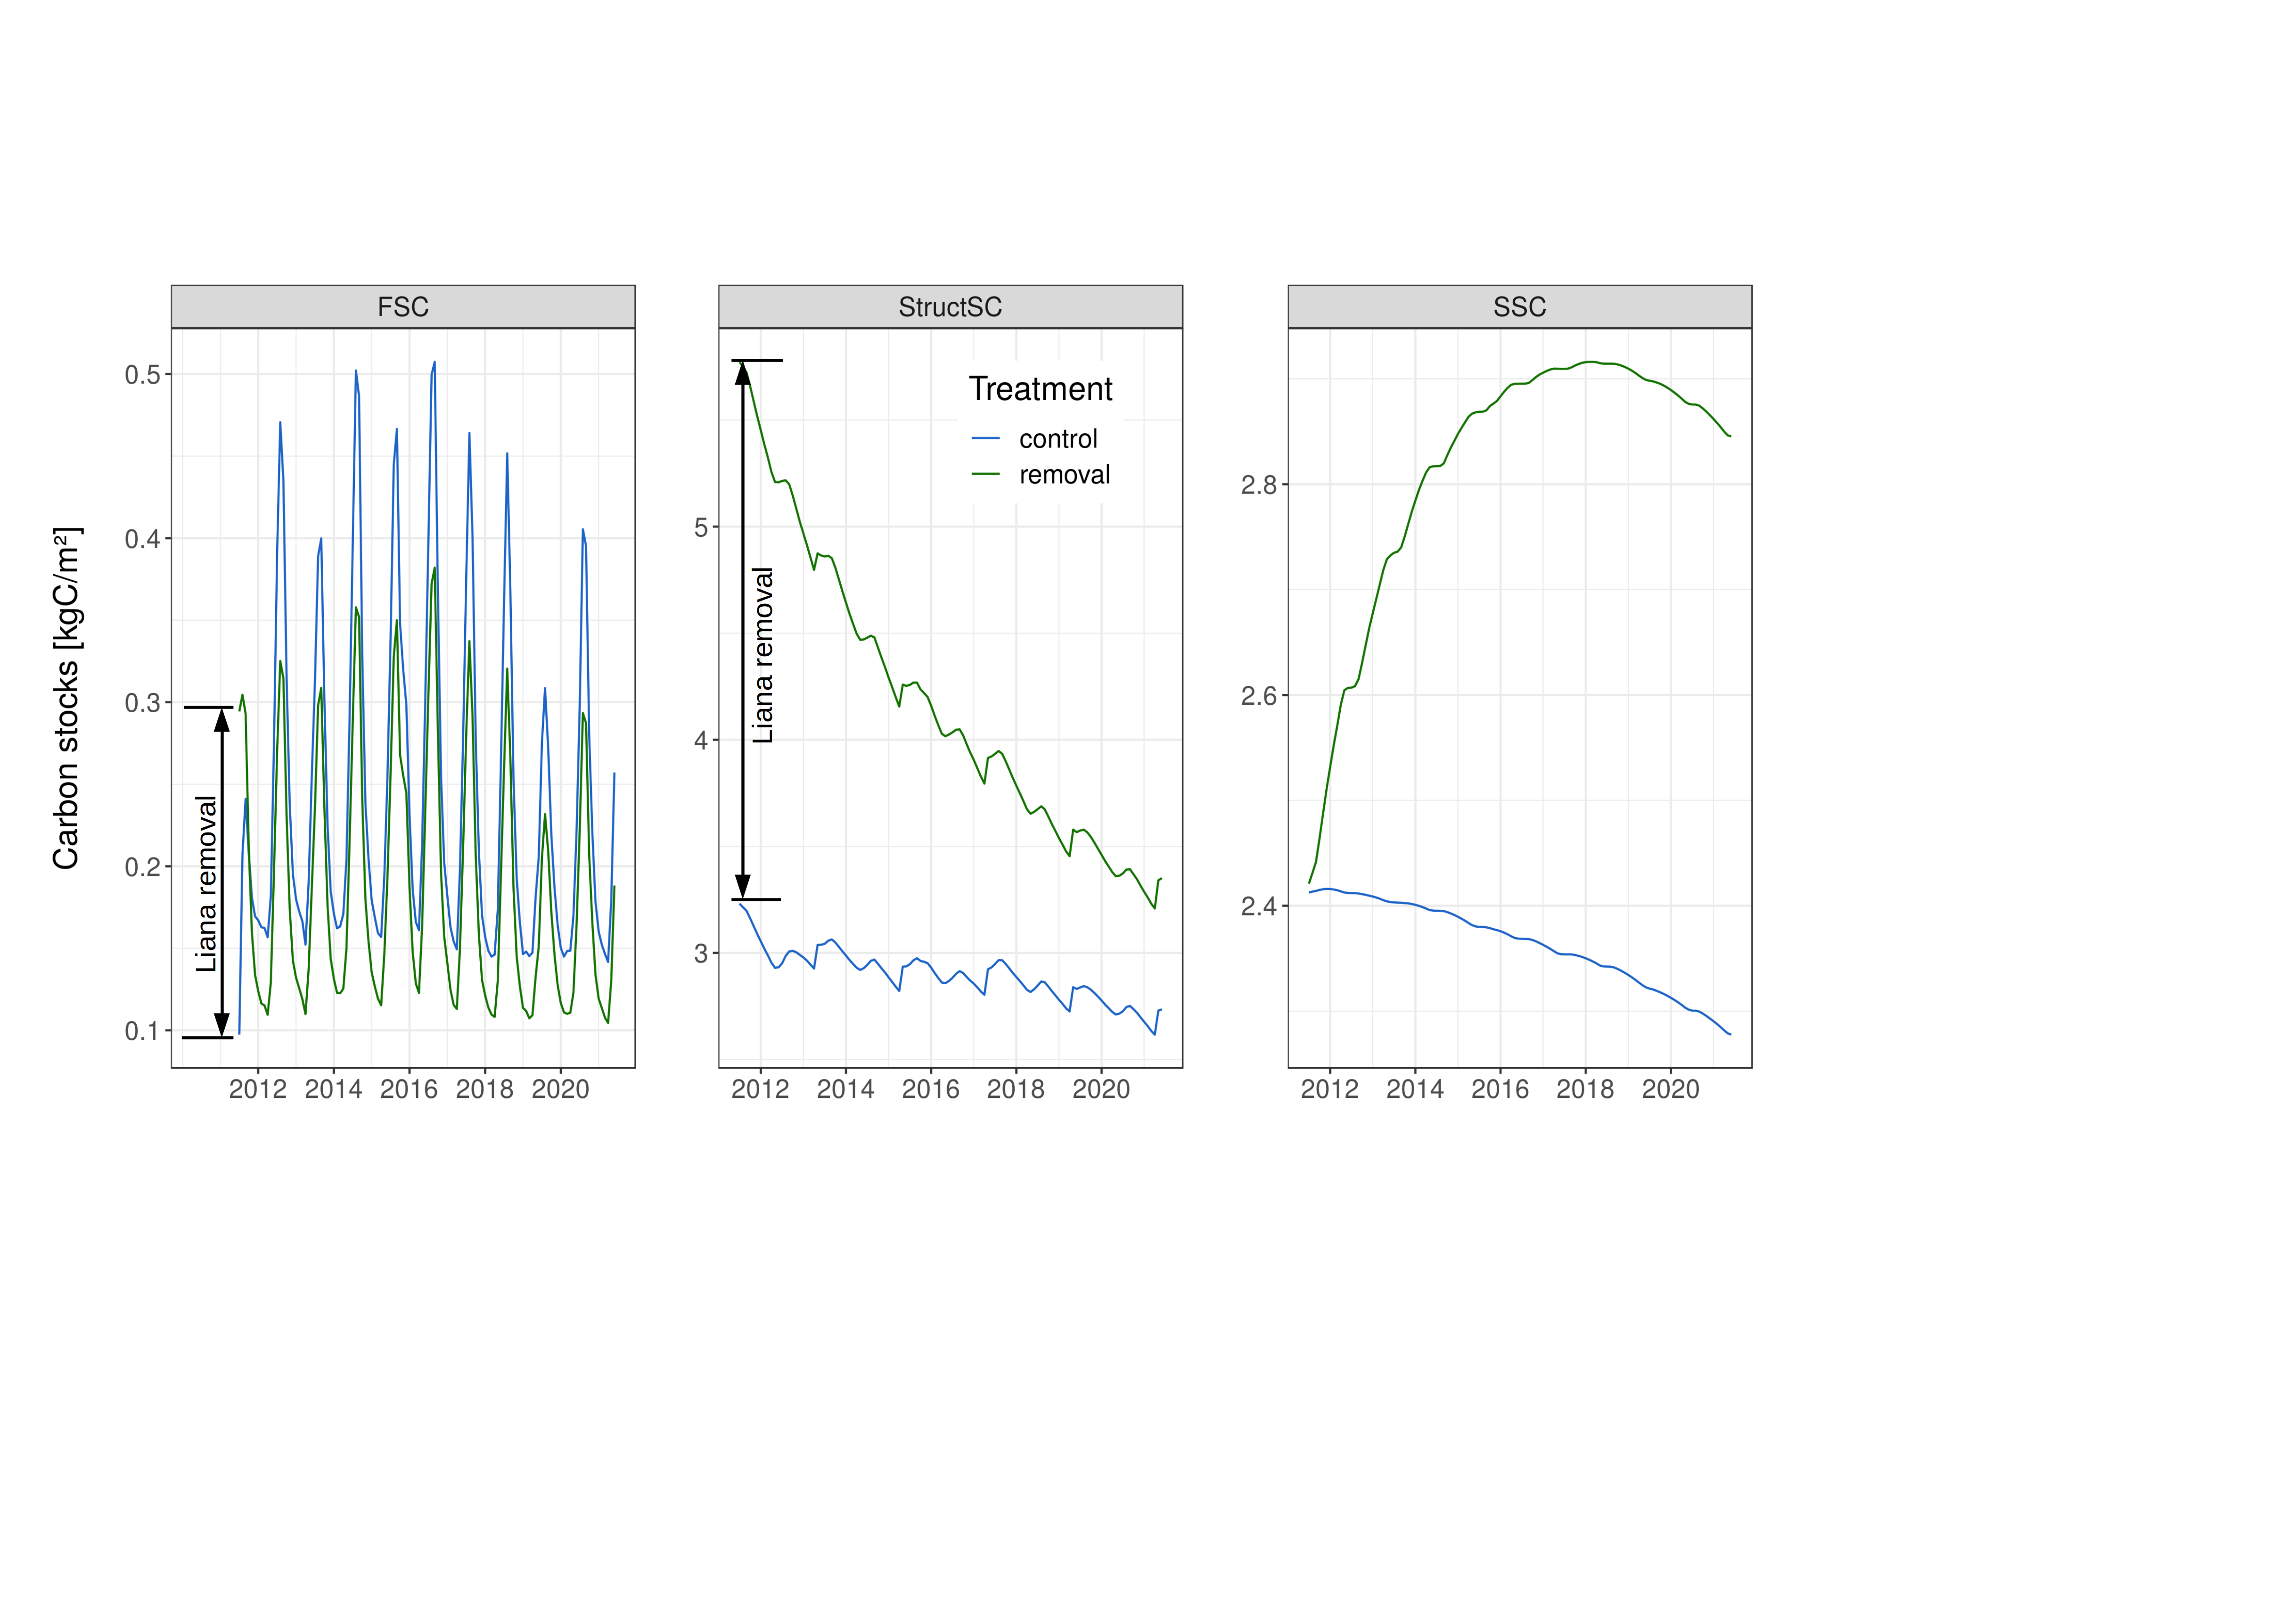 FSC
StructSC
SSC
Carbon stocks [kgC/m²]
0.5
0.4
0.3
0.2
0.1
Liana removal
2012 2014 2016 2018 2020
5
4
3
Liana removal
Treatment
control
removal
2012 2014 2016 2018 2020
2.8
2.6
2.4
2012 2014 2016 2018 2020